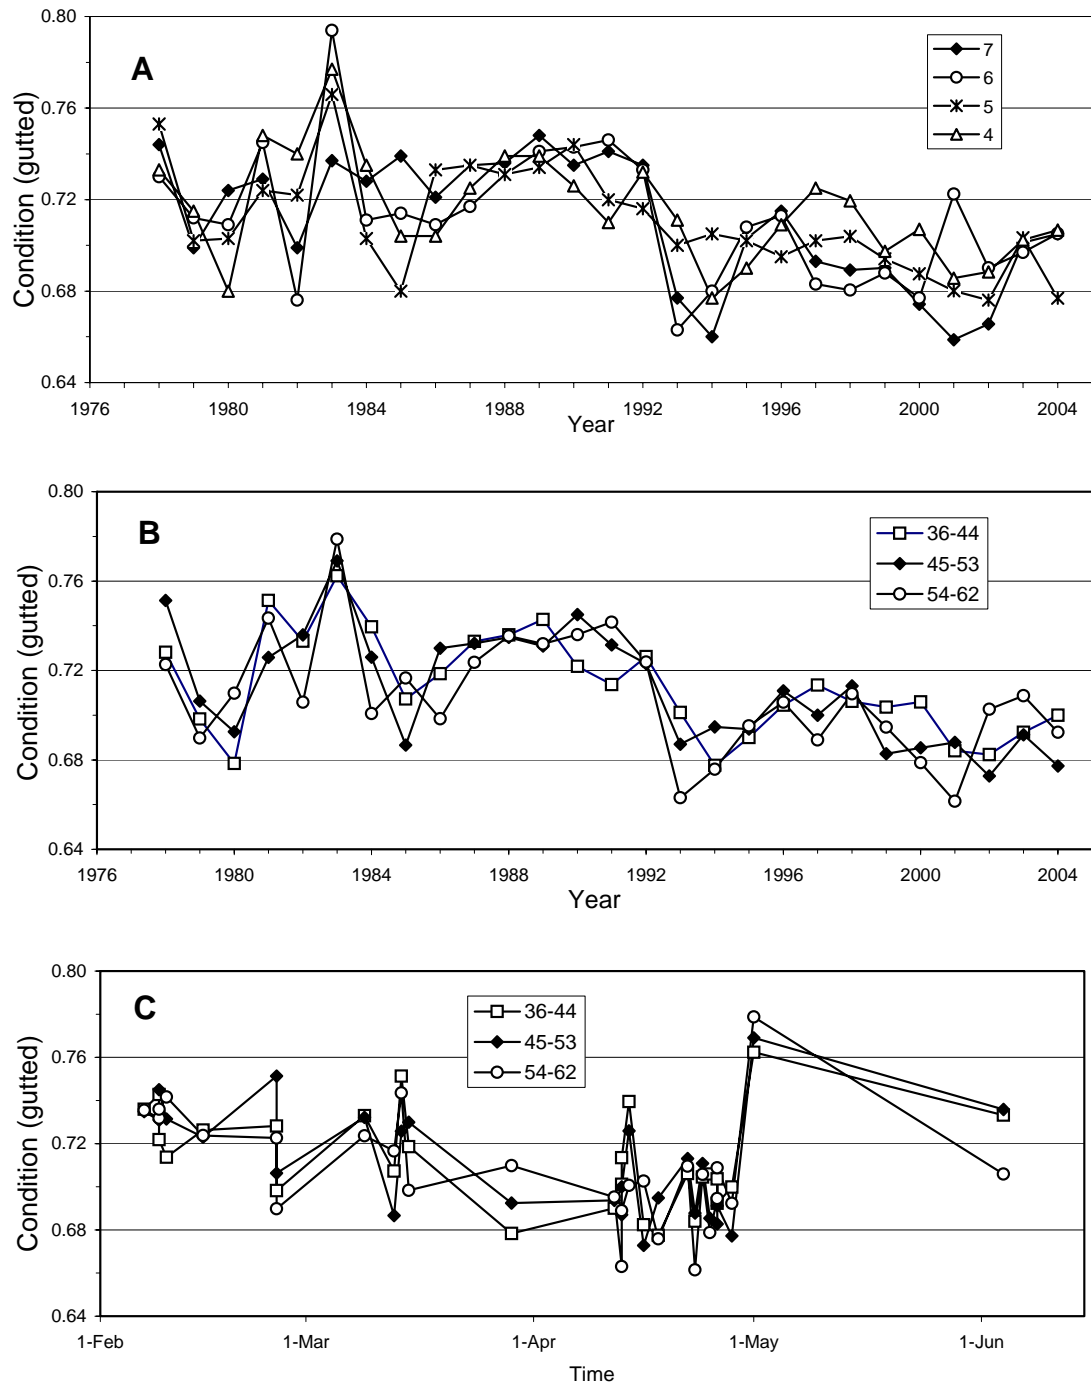 0.80
A
7
6
5
4
0.76
0.72
0.68
0.64
Condition (gutted)
1976 1980 1984 1988 1992 1996 2000 2004
Year
0.80
B
36-44
45-53
54-62
0.76
0.72
0.68
0.64
Condition (gutted)
1976 1980 1984 1988 1992 1996 2000 2004
Year
0.80
C
36-44
45-53
54-62
0.76
0.72
0.68
0.64
Condition (gutted)
1-Feb 1-Mar 1-Apr 1-May 1-Jun
Time